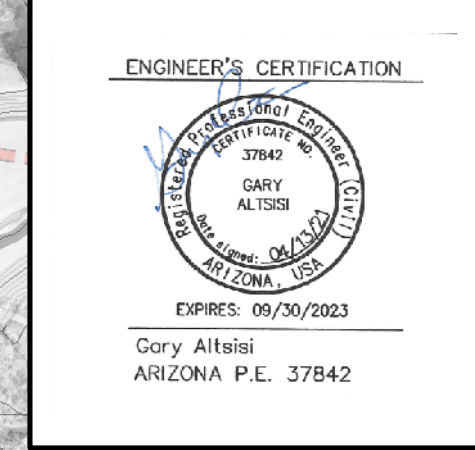 ENGINEER'S CERTIFICATION
Registered Professional Engineer (Civil)
CERTIFICATE NO.
37842
GARY
ALTSISI
Date signed: 04/13/21
ARIZONA, USA
EXPIRES: 09/30/2023
Gary Altsisi
ARIZONA P.E. 37842